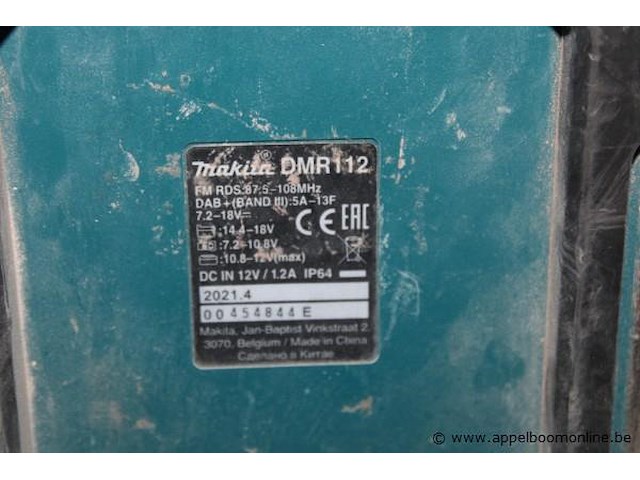 makita® DMR112
FM RDS:87.5-108MHz
DAB+(BAND III):5A-13F
7.2-18V⎓
:14.4-18V
:7.2-10.8V
:10.8-12V(max)
CE EAC
DC IN 12V/1.2A IP64
2021.4
00454844E
Makita, Jan-Baptist Vinkstraat 2,
3070, Belgium / Made in China
Сделано в Китае
© www.appelboomonline.be